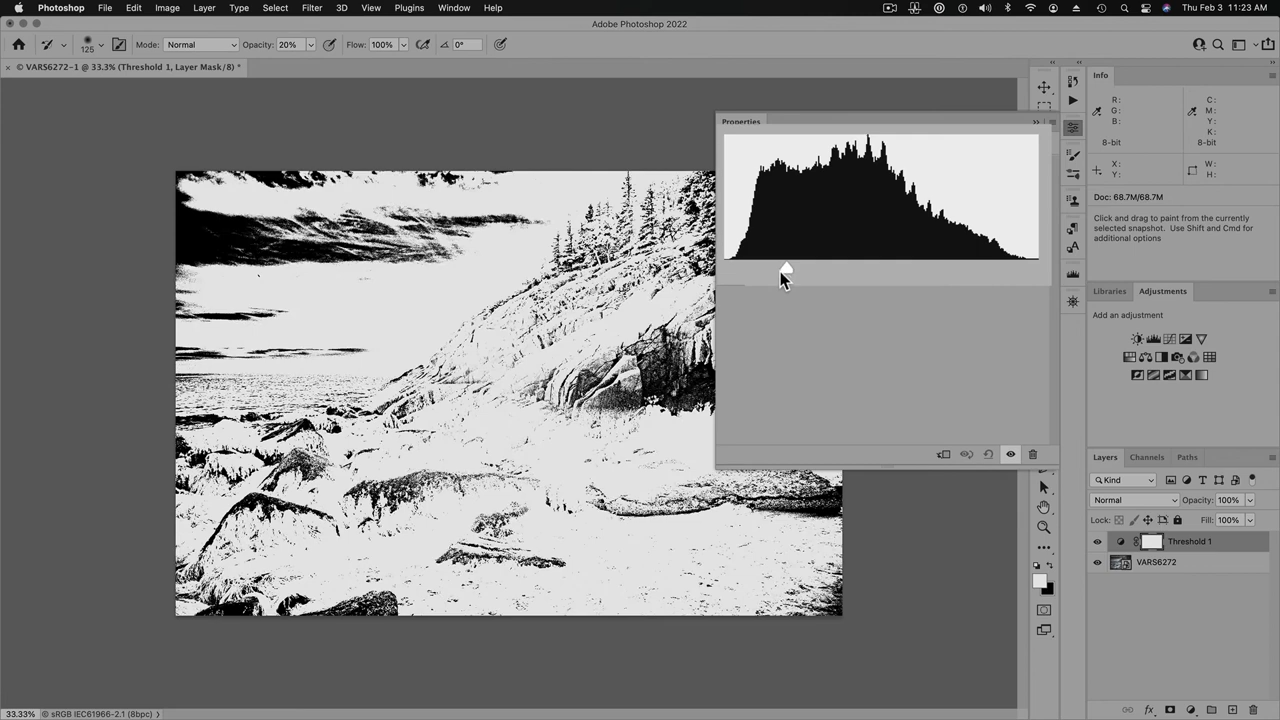 Photoshop File Edit Image Layer Type Select Filter 3D View Plugins Window Help Thu Feb 3 11:23 AM
Adobe Photoshop 2022
125 Mode: Normal Opacity: 20% Flow: 100% 0°
× © VARS6272-1 @ 33.3% (Threshold 1, Layer Mask/8) *
Properties
Info
R:
G:
B:
8-bit
C:
M:
Y:
K:
8-bit
X:
Y:
W:
H:
Doc: 68.7M/68.7M
Click and drag to paint from the currently
selected snapshot. Use Shift and Cmd for
additional options
Libraries Adjustments
Add an adjustment
Layers Channels Paths
Kind
Normal Opacity: 100%
Lock: Fill: 100%
fx
Threshold 1
VARS6272
33.33% © sRGB IEC61966-2.1 (8bpc)